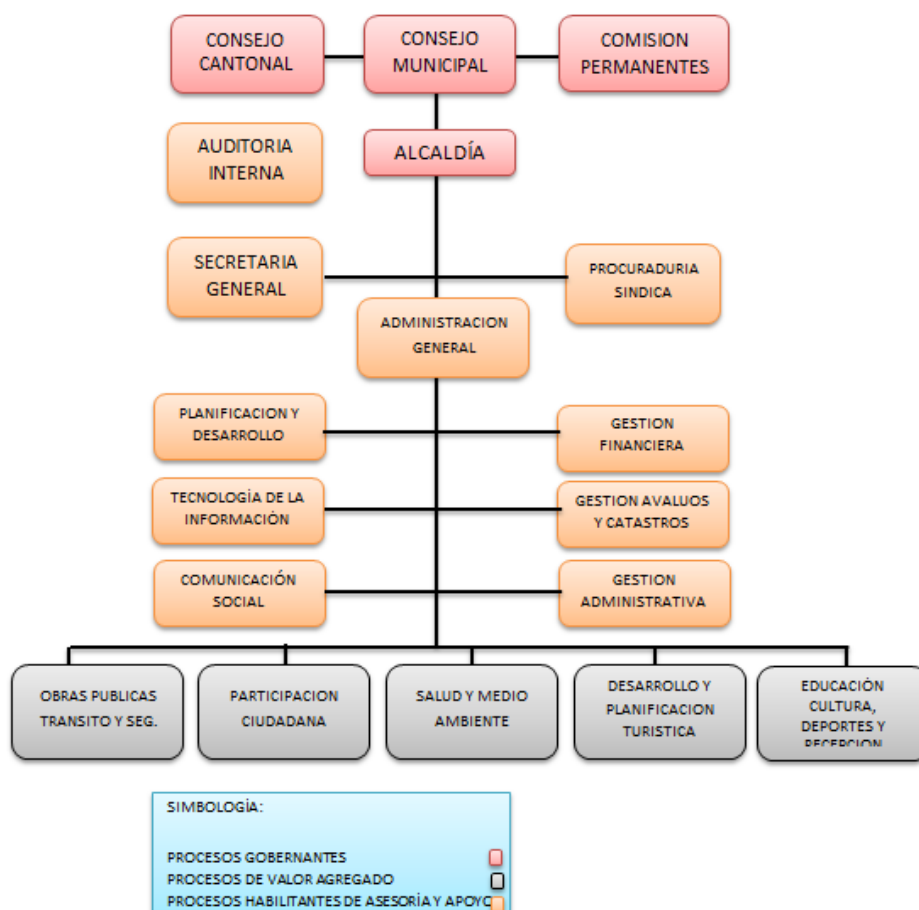 CONSEJO
CANTONAL
CONSEJO
MUNICIPAL
COMISION
PERMANENTES
AUDITORIA
INTERNA
ALCALDÍA
SECRETARIA
GENERAL
PROCURADURIA
SINDICA
ADMINISTRACION
GENERAL
PLANIFICACION Y
DESARROLLO
GESTION
FINANCIERA
TECNOLOGÍA DE LA
INFORMACIÓN
GESTION AVALUOS
Y CATASTROS
COMUNICACIÓN
SOCIAL
GESTION
ADMINISTRATIVA
OBRAS PUBLICAS
TRANSITO Y SEG.
PARTICIPACION
CIUDADANA
SALUD Y MEDIO
AMBIENTE
DESARROLLO Y
PLANIFICACION
TURISTICA
EDUCACIÓN
CULTURA,
DEPORTES Y
RECEPCION
SIMBOLOGÍA:
PROCESOS GOBERNANTES
PROCESOS DE VALOR AGREGADO
PROCESOS HABILITANTES DE ASESORÍA Y APOYO